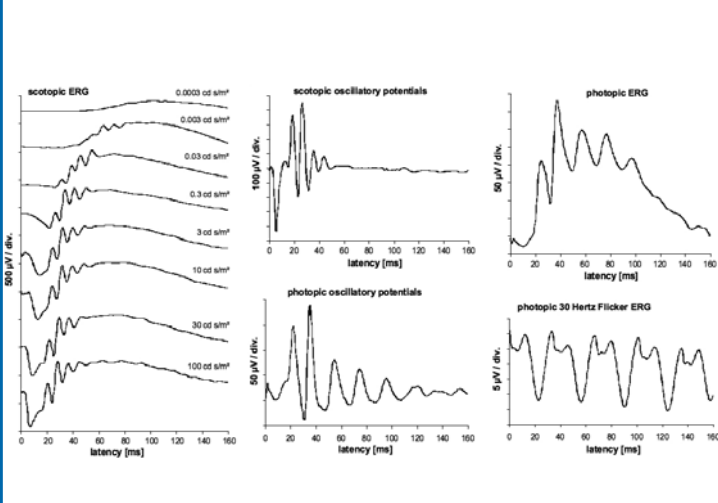 scotopic ERG
0.0003 cd s/m²
0.003 cd s/m²
0.03 cd s/m²
0.3 cd s/m²
3 cd s/m²
10 cd s/m²
30 cd s/m²
100 cd s/m²
500 µV / div.
0 20 40 60 80 100 120 140 160
latency [ms]
scotopic oscillatory potentials
100 µV / div.
0 20 40 60 80 100 120 140 160
latency [ms]
photopic ERG
50 µV / div.
0 20 40 60 80 100 120 140 160
latency [ms]
photopic oscillatory potentials
50 µV / div.
0 20 40 60 80 100 120 140 160
latency [ms]
photopic 30 Hertz Flicker ERG
5 µV / div.
0 20 40 60 80 100 120 140 160
latency [ms]